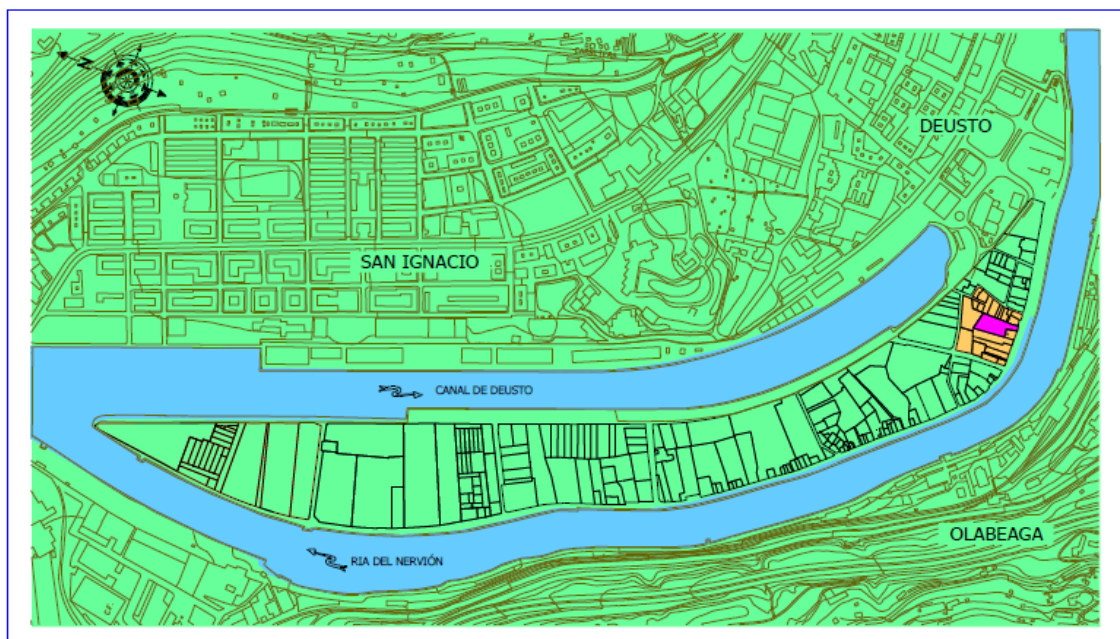 N
DEUSTO
SAN IGNACIO
CANAL DE DEUSTO
OLABEAGA
RIA DEL NERVIÓN